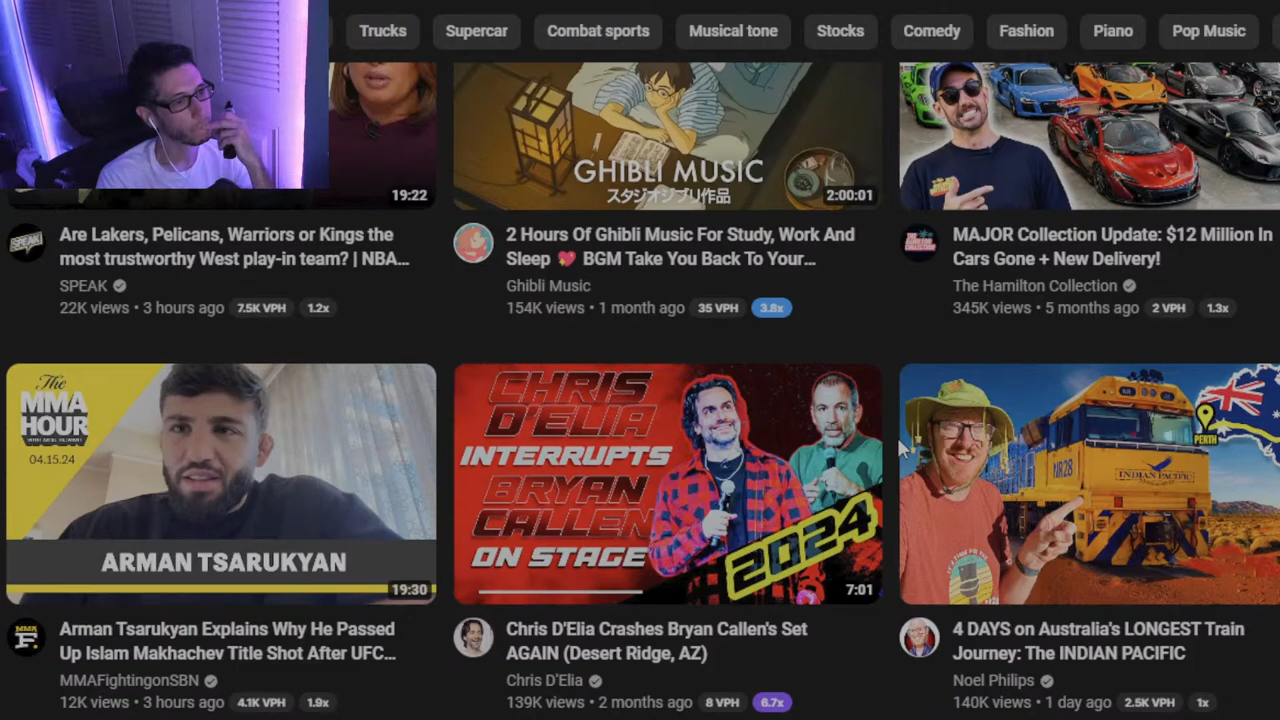 Trucks
Supercar
Combat sports
Musical tone
Stocks
Comedy
Fashion
Piano
Pop Music
19:22
GHIBLI MUSIC
スタジオジブリ作品
2:00:01
SPEAK
Are Lakers, Pelicans, Warriors or Kings the
most trustworthy West play-in team? | NBA...
SPEAK
22K views • 3 hours ago 7.5K VPH 1.2x
2 Hours Of Ghibli Music For Study, Work And
Sleep 💖 BGM Take You Back To Your...
Ghibli Music
154K views • 1 month ago 35 VPH 3.8x
MAJOR Collection Update: $12 Million In
Cars Gone + New Delivery!
The Hamilton Collection
345K views • 5 months ago 2 VPH 1.3x
The
MMA
HOUR
04.15.24
ARMAN TSARUKYAN
19:30
CHRIS
D'ELIA
INTERRUPTS
BRYAN
CALLEN
ON STAGE
2024
7:01
NR28
INDIAN PACIFIC
PERTH
MMA
F.
Arman Tsarukyan Explains Why He Passed
Up Islam Makhachev Title Shot After UFC...
MMAFightingonSBN
12K views • 3 hours ago 4.1K VPH 1.9x
Chris D'Elia Crashes Bryan Callen's Set
AGAIN (Desert Ridge, AZ)
Chris D'Elia
139K views • 2 months ago 8 VPH 6.7x
4 DAYS on Australia's LONGEST Train
Journey: The INDIAN PACIFIC
Noel Philips
140K views • 1 day ago 2.5K VPH 1x